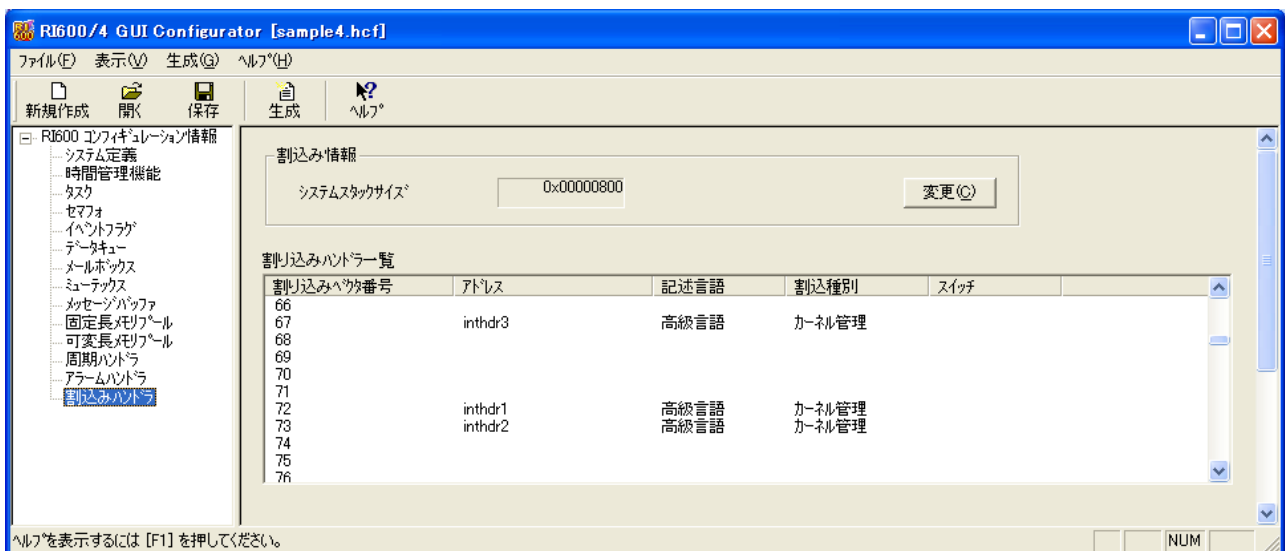 RI600/4 GUI Configurator [sample4.hcf]
ファイル(F) 表示(V) 生成(G) ヘルプ(H)
新規作成 開く 保存 生成 ヘルプ
RI600 コンフィギュレーション情報
システム定義
時間管理機能
タスク
セマフォ
イベントフラグ
データキュー
メールボックス
ミューテックス
メッセージバッファ
固定長メモリプール
可変長メモリプール
周期ハンドラ
アラームハンドラ
割込みハンドラ
割込み情報
システムスタックサイズ 0x00000800 変更(C)
割り込みハンドラ一覧
割り込みベクタ番号 アドレス 記述言語 割込種別 スイッチ
66
67 inthdr3 高級言語 カーネル管理
68
69
70
71
72 inthdr1 高級言語 カーネル管理
73 inthdr2 高級言語 カーネル管理
74
75
76
ヘルプを表示するには [F1] を押してください。 NUM